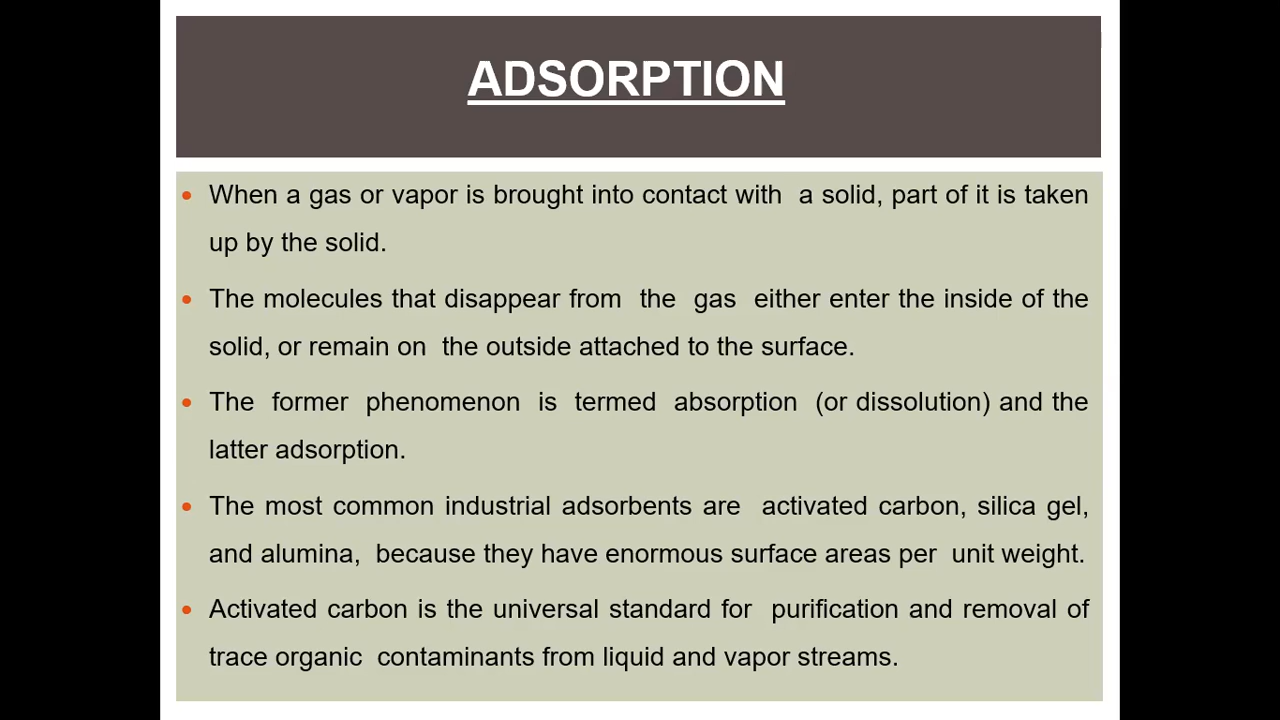 ADSORPTION
• When a gas or vapor is brought into contact with a solid, part of it is taken
up by the solid.
• The molecules that disappear from the gas either enter the inside of the
solid, or remain on the outside attached to the surface.
• The former phenomenon is termed absorption (or dissolution) and the
latter adsorption.
• The most common industrial adsorbents are activated carbon, silica gel,
and alumina, because they have enormous surface areas per unit weight.
• Activated carbon is the universal standard for purification and removal of
trace organic contaminants from liquid and vapor streams.